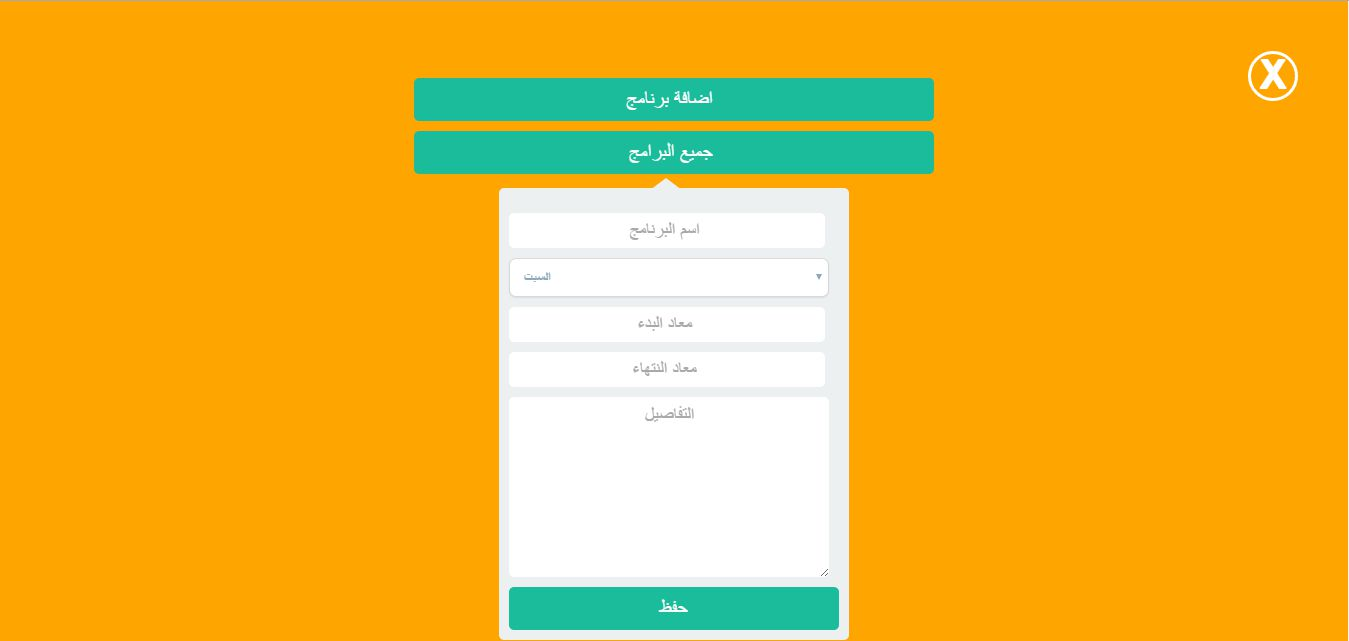 X
اضافة برنامج
جميع البرامج
اسم البرنامج
السبت
معاد البدء
معاد النتهاء
التفاصيل
حفظ